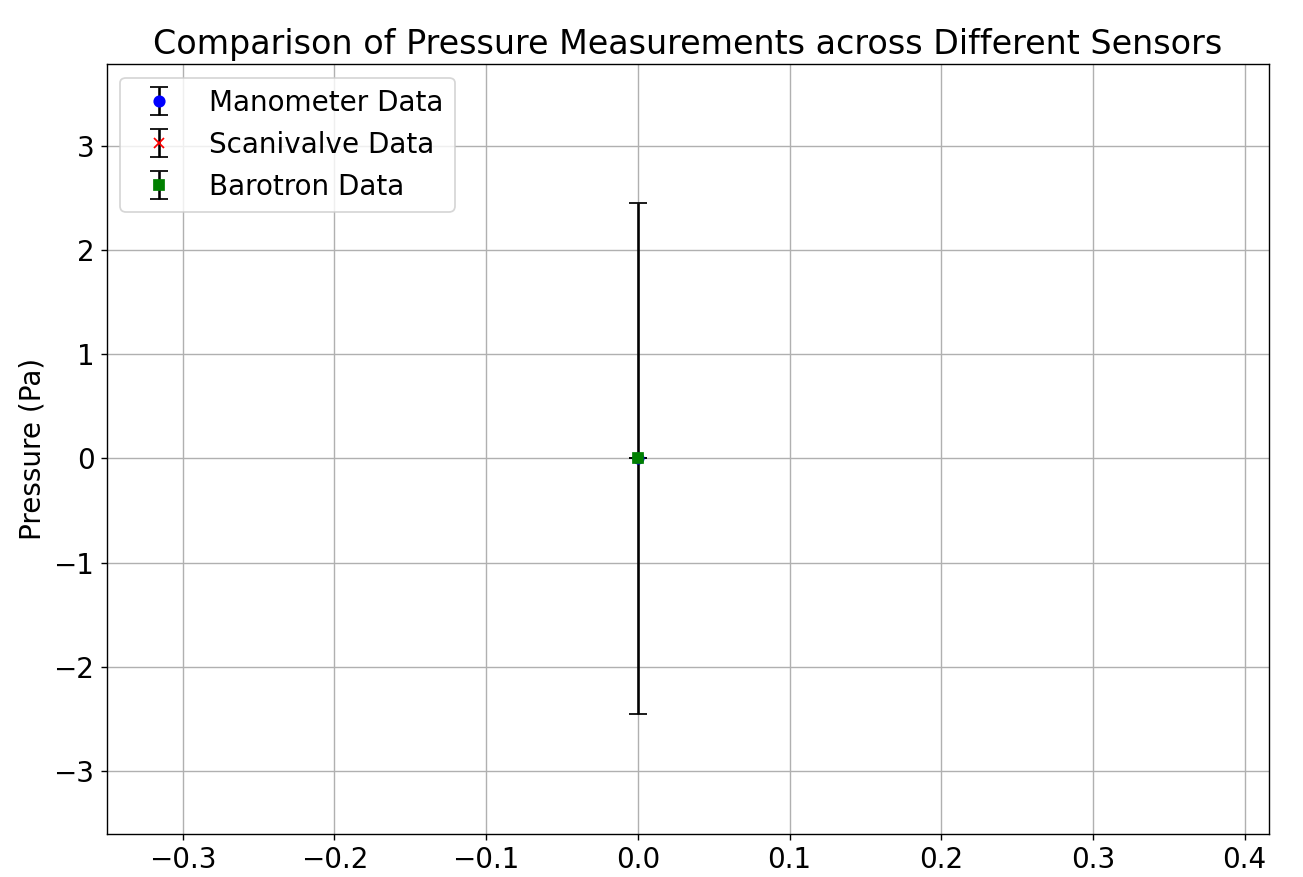 Comparison of Pressure Measurements across Different Sensors
Manometer Data
Scanivalve Data
Barotron Data
Pressure (Pa)
3
2
1
0
−1
−2
−3
−0.3 −0.2 −0.1 0.0 0.1 0.2 0.3 0.4